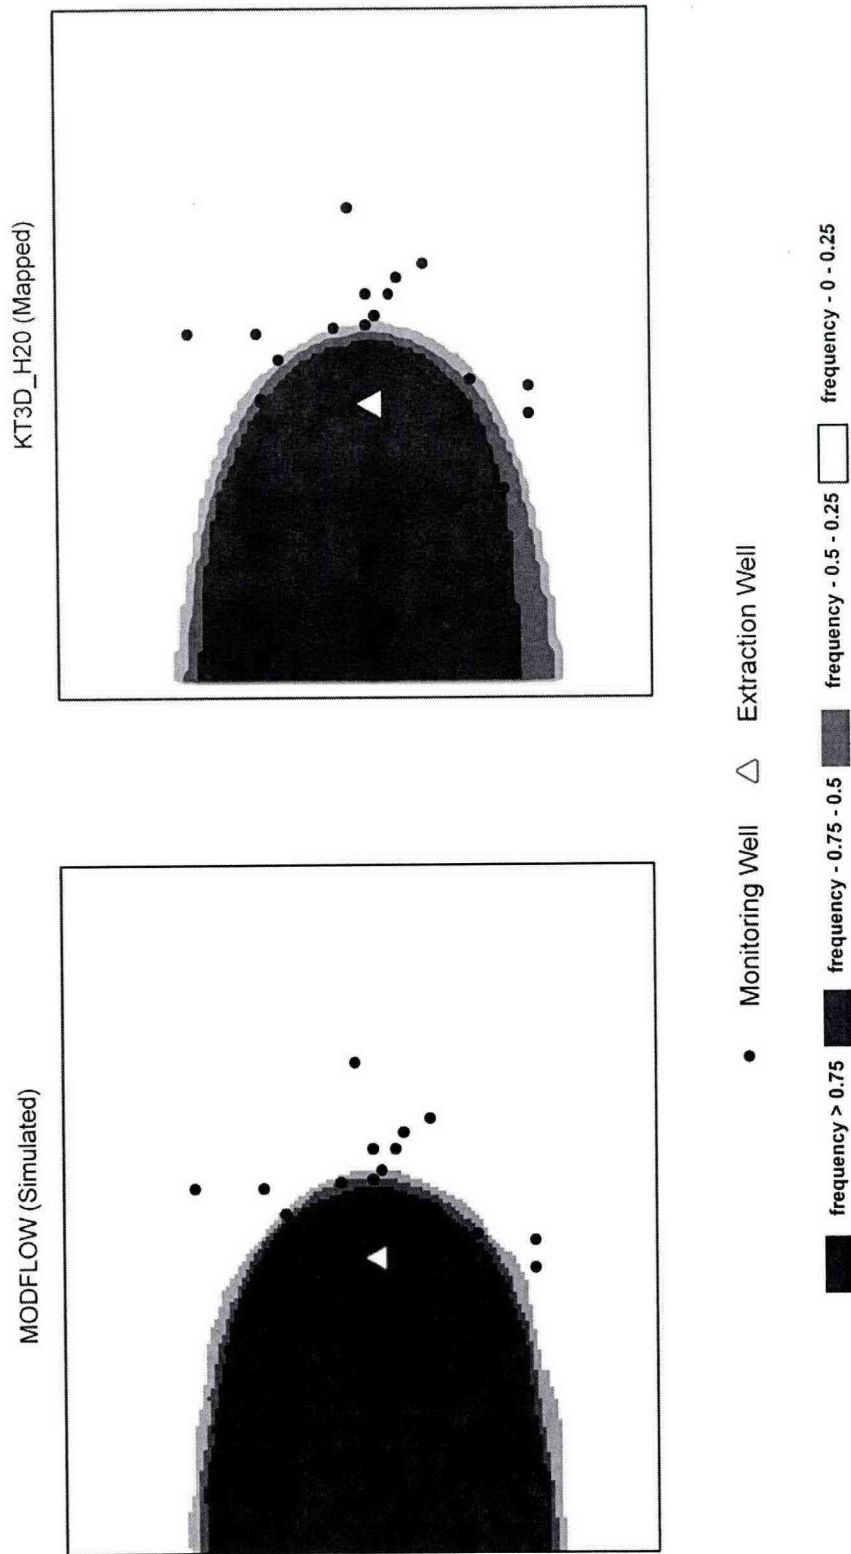 MODFLOW (Simulated)
KT3D_H20 (Mapped)
Monitoring Well
Extraction Well
frequency > 0.75
frequency - 0.75 - 0.5
frequency - 0.5 - 0.25
frequency - 0 - 0.25